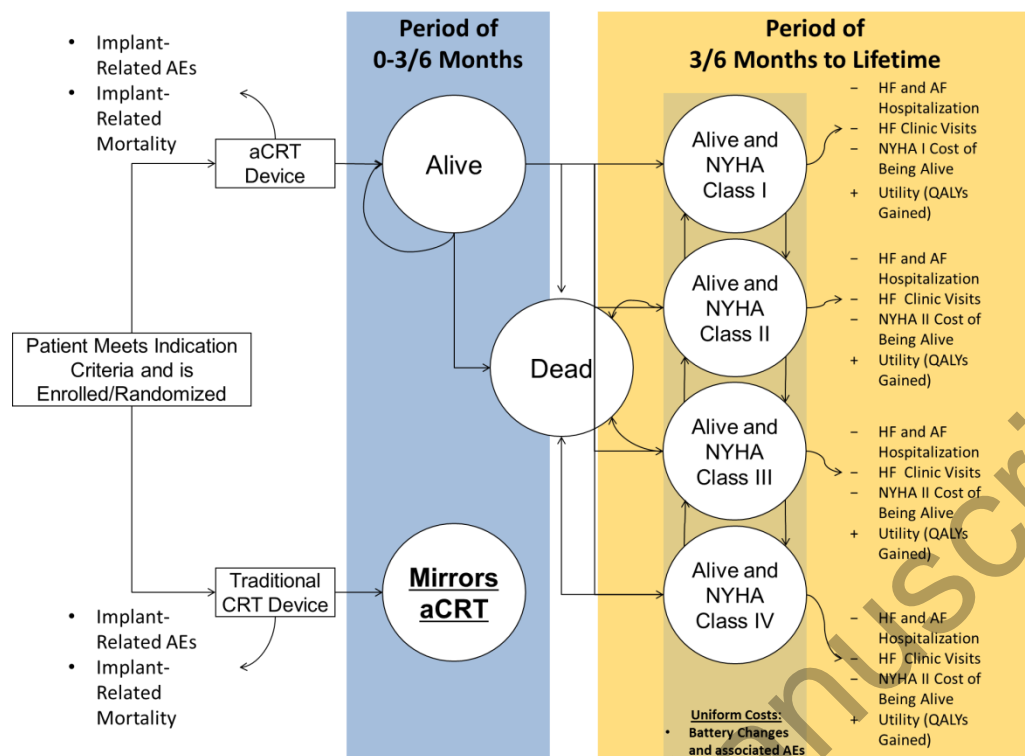 Period of
0-3/6 Months
Period of
3/6 Months to Lifetime
• Implant-
Related AEs
• Implant-
Related
Mortality
aCRT
Device
Alive
Alive and
NYHA
Class I
− HF and AF
Hospitalization
− HF Clinic Visits
− NYHA I Cost of
Being Alive
+ Utility (QALYs
Gained)
Patient Meets Indication
Criteria and is
Enrolled/Randomized
Dead
Alive and
NYHA
Class II
− HF and AF
Hospitalization
− HF Clinic Visits
− NYHA II Cost of
Being Alive
+ Utility (QALYs
Gained)
Alive and
NYHA
Class III
− HF and AF
Hospitalization
− HF Clinic Visits
− NYHA II Cost of
Being Alive
+ Utility (QALYs
Gained)
Traditional
CRT Device
Mirrors
aCRT
Alive and
NYHA
Class IV
− HF and AF
Hospitalization
− HF Clinic Visits
− NYHA II Cost of
Being Alive
+ Utility (QALYs
Gained)
• Implant-
Related AEs
• Implant-
Related
Mortality
Uniform Costs:
• Battery Changes
and associated AEs